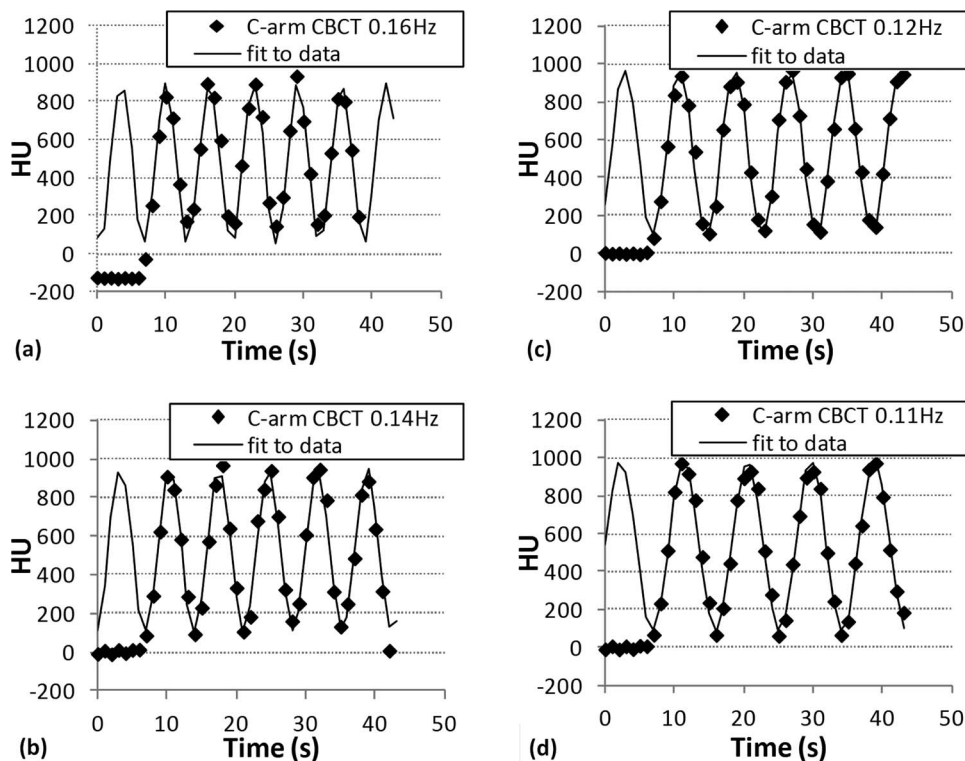 C-arm CBCT 0.16Hz
fit to data
1200
1000
800
600
400
200
0
-200
HU
0 10 20 30 40 50
Time (s)
(a)
C-arm CBCT 0.12Hz
fit to data
1200
1000
800
600
400
200
0
-200
HU
0 10 20 30 40 50
Time (s)
(c)
C-arm CBCT 0.14Hz
fit to data
1200
1000
800
600
400
200
0
-200
HU
0 10 20 30 40 50
Time (s)
(b)
C-arm CBCT 0.11Hz
fit to data
1200
1000
800
600
400
200
0
-200
HU
0 10 20 30 40 50
Time (s)
(d)